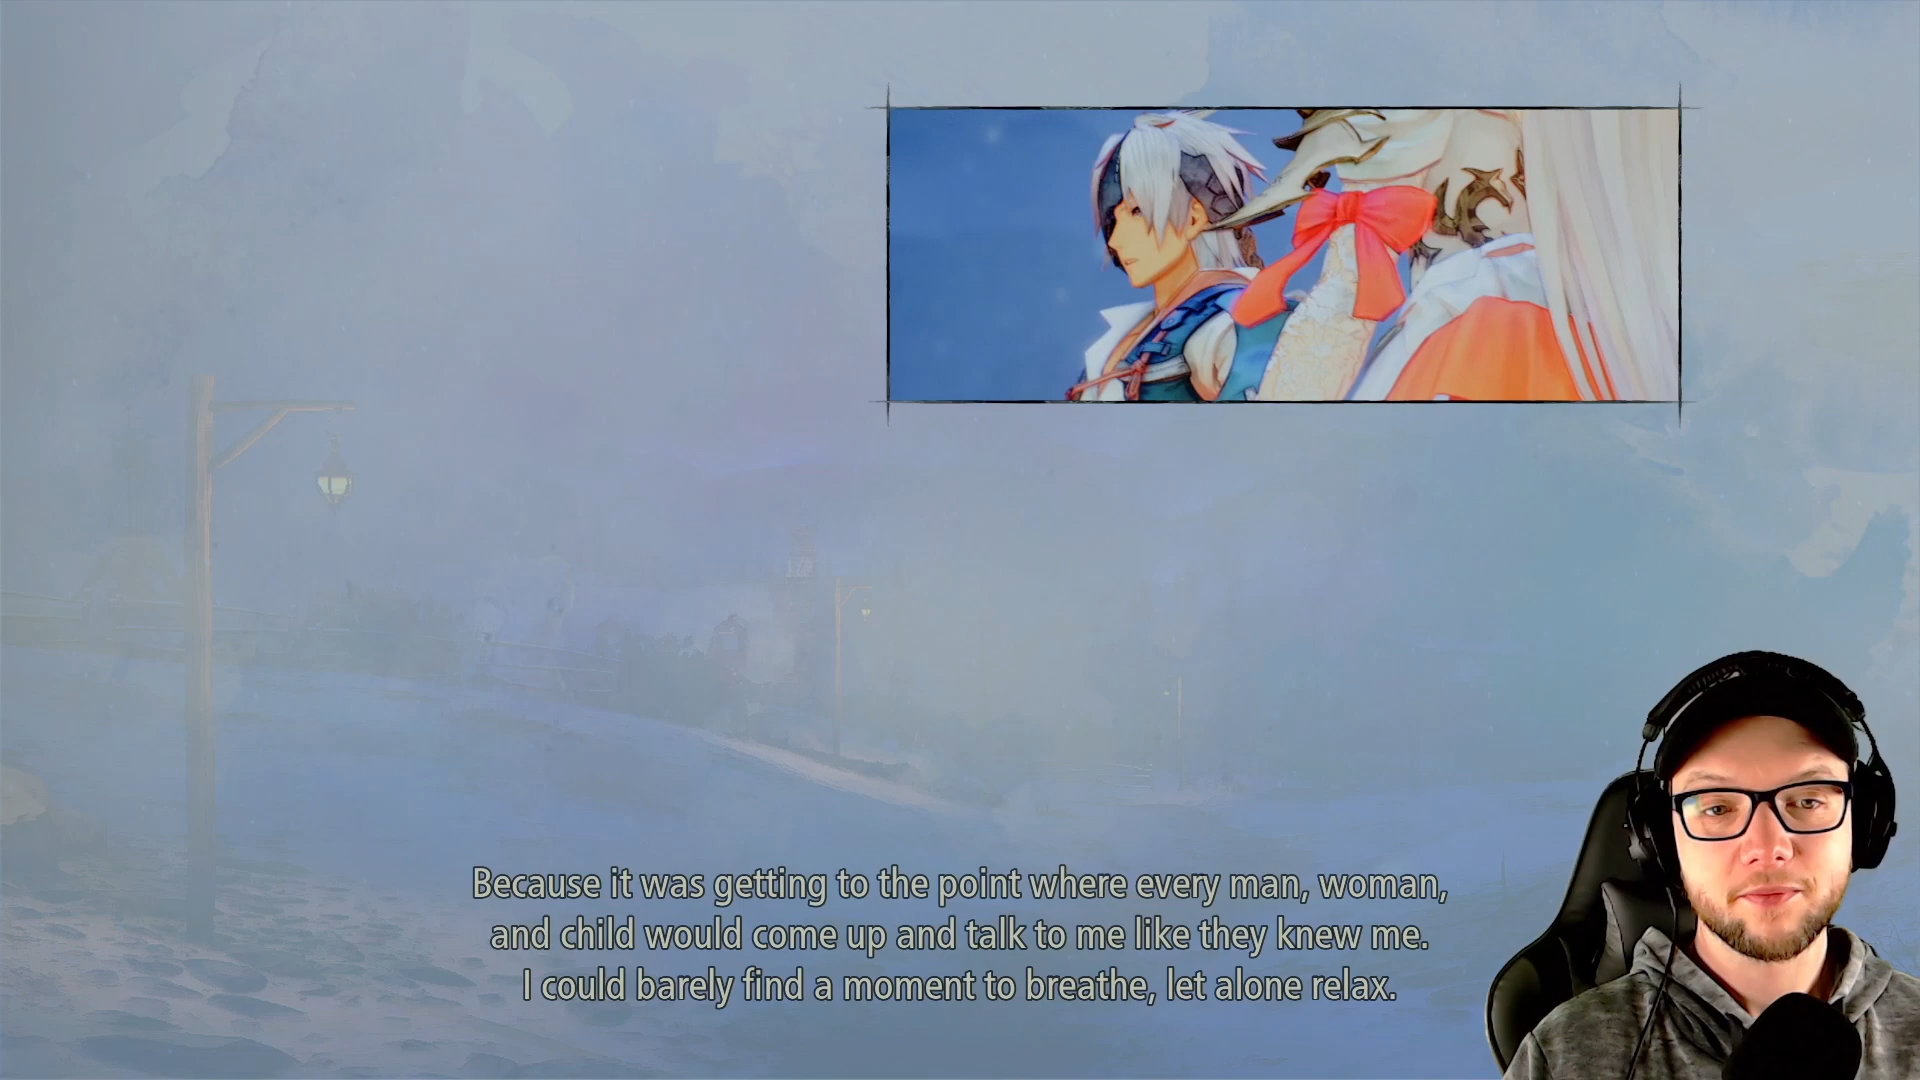 Because it was getting to the point where every man, woman,
and child would come up and talk to me like they knew me.
I could barely find a moment to breathe, let alone relax.